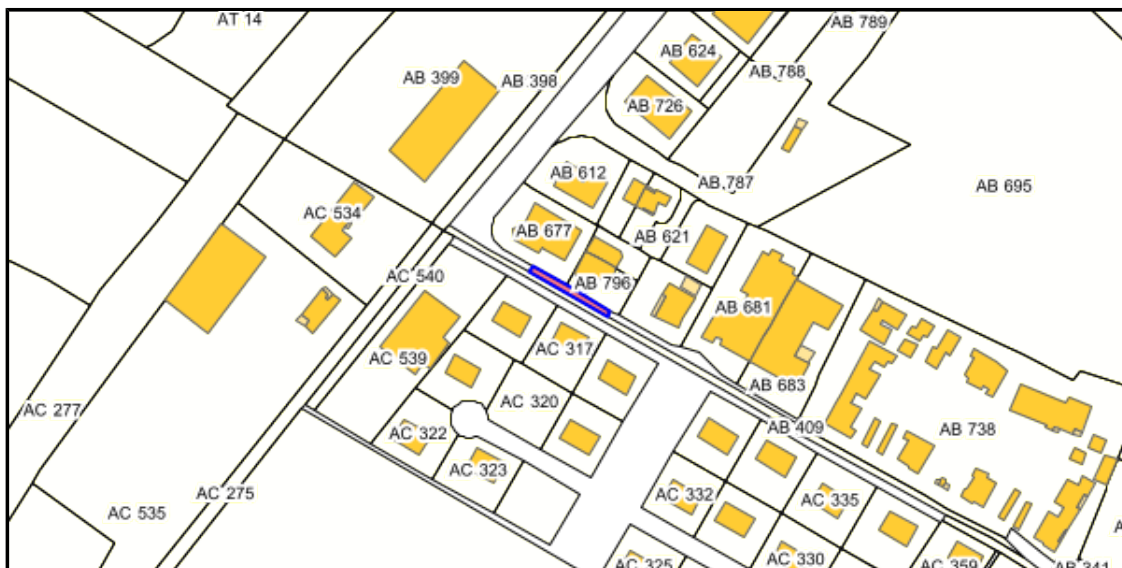 AT 14
AB 789
AB 624
AB 399
AB 398
AB 788
AB 726
AB 612
AB 787
AB 695
AC 534
AB 677
AB 621
AC 540
AB 796
AB 681
AC 317
AC 539
AB 683
AC 277
AC 320
AB 409
AB 738
AC 322
AC 323
AC 275
AC 332
AC 335
AC 535
AC 325
AC 330
AC 359
AB 341